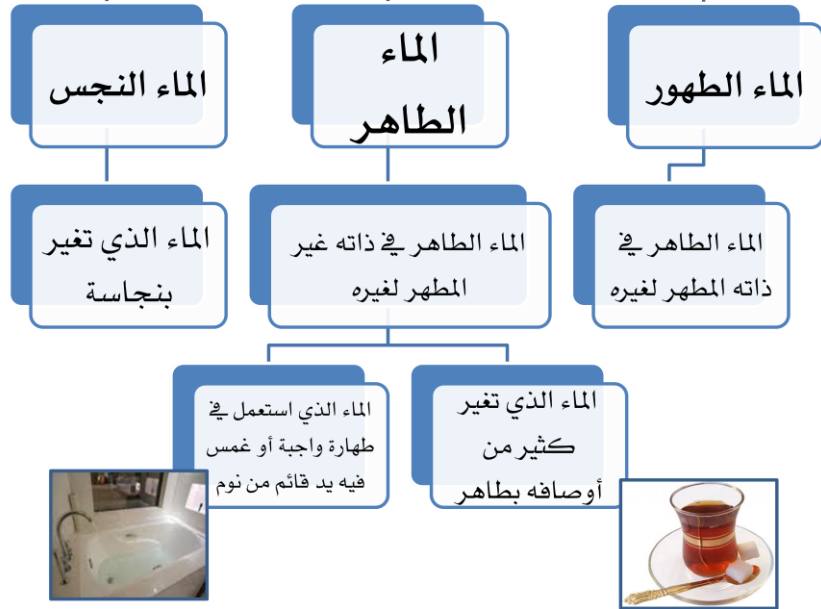 الماء الطهور
الماء
الطاهر
الماء النجس
الماء الطاهر في
ذاته المطهر لغيره
الماء الطاهر في ذاته غير
المطهر لغيره
الماء الذي تغير
بنجاسة
الماء الذي تغير
كثير من
أوصافه بطاهر
الماء الذي استعمل في
طهارة واجبة أو غمس
فيه يد قائم من نوم